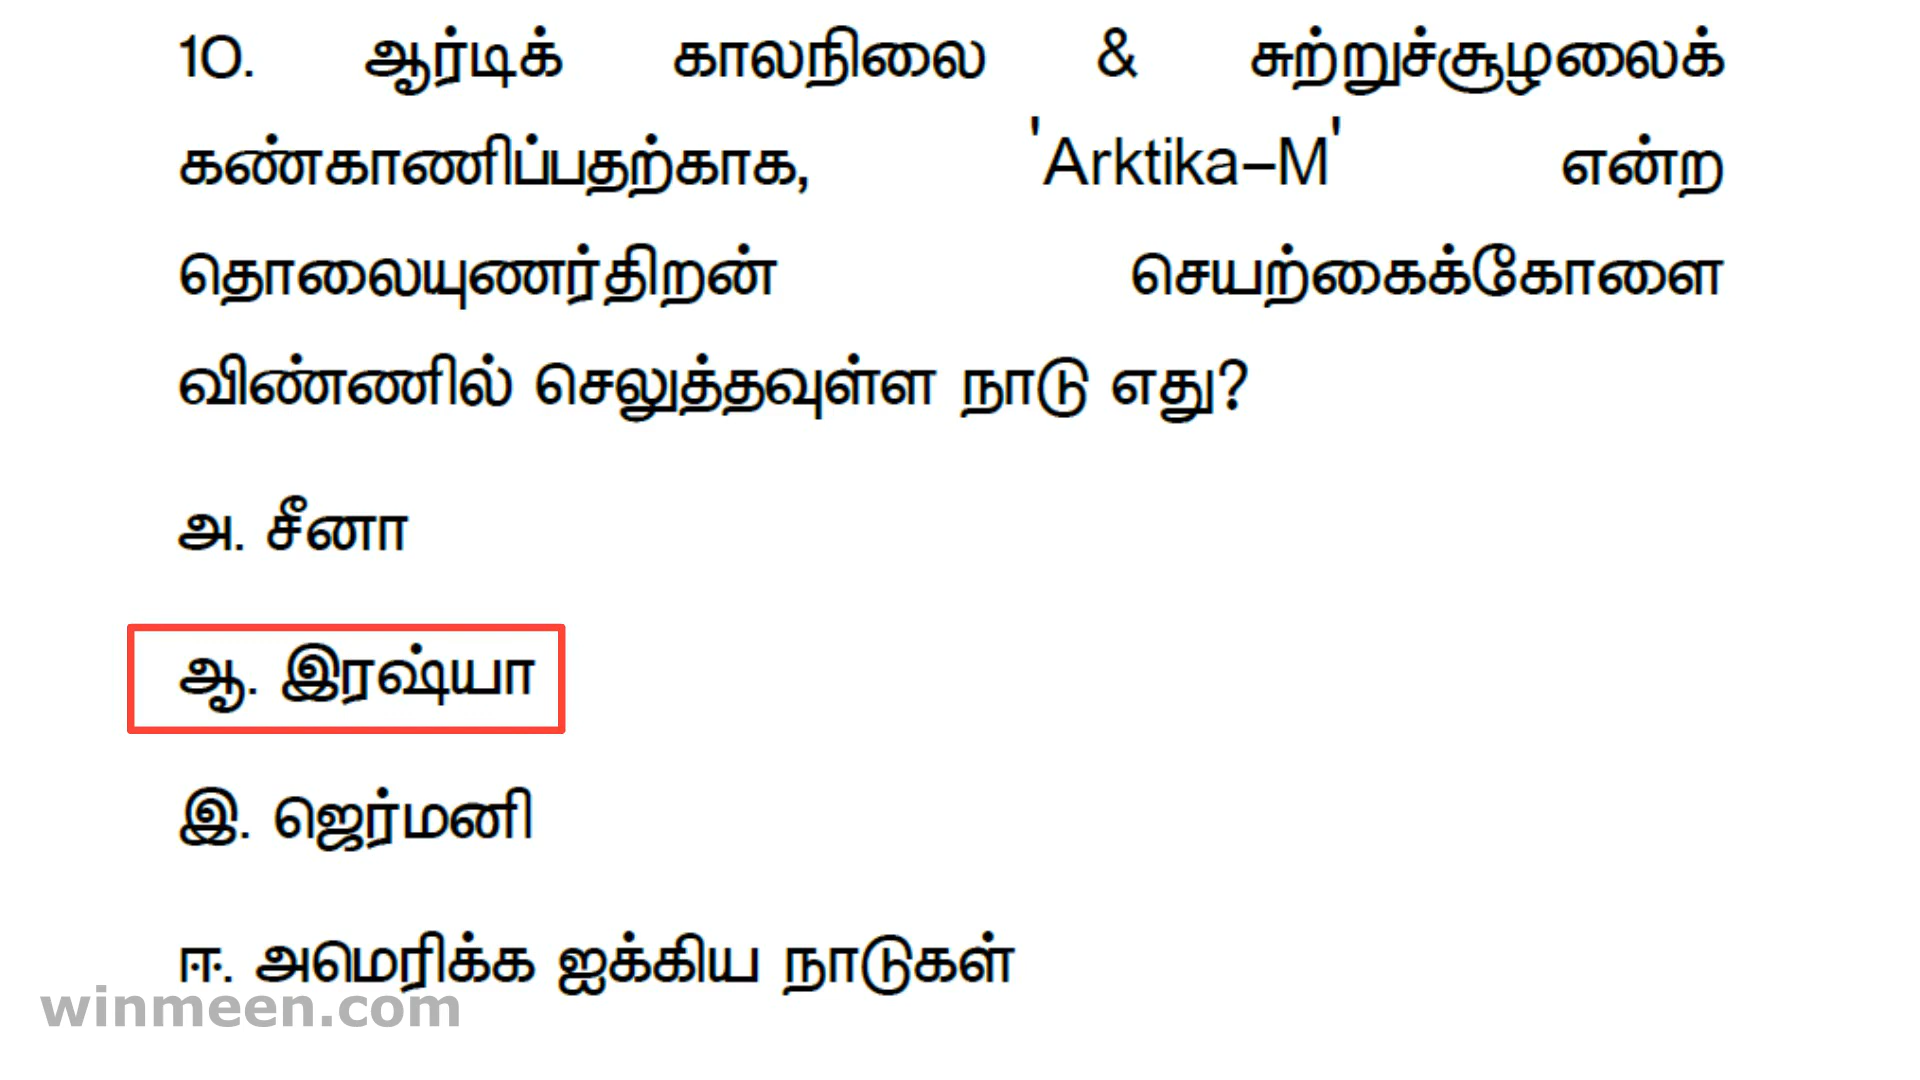 10. ஆர்டிக் காலநிலை & சுற்றுச்சூழலைக்
கண்காணிப்பதற்காக, 'Arktika–M' என்ற
தொலையுணர்திறன் செயற்கைக்கோளை
விண்ணில் செலுத்தவுள்ள நாடு எது?
அ. சீனா
ஆ. இரஷ்யா
இ. ஜெர்மனி
ஈ. அமெரிக்க ஐக்கிய நாடுகள்
winmeen.com